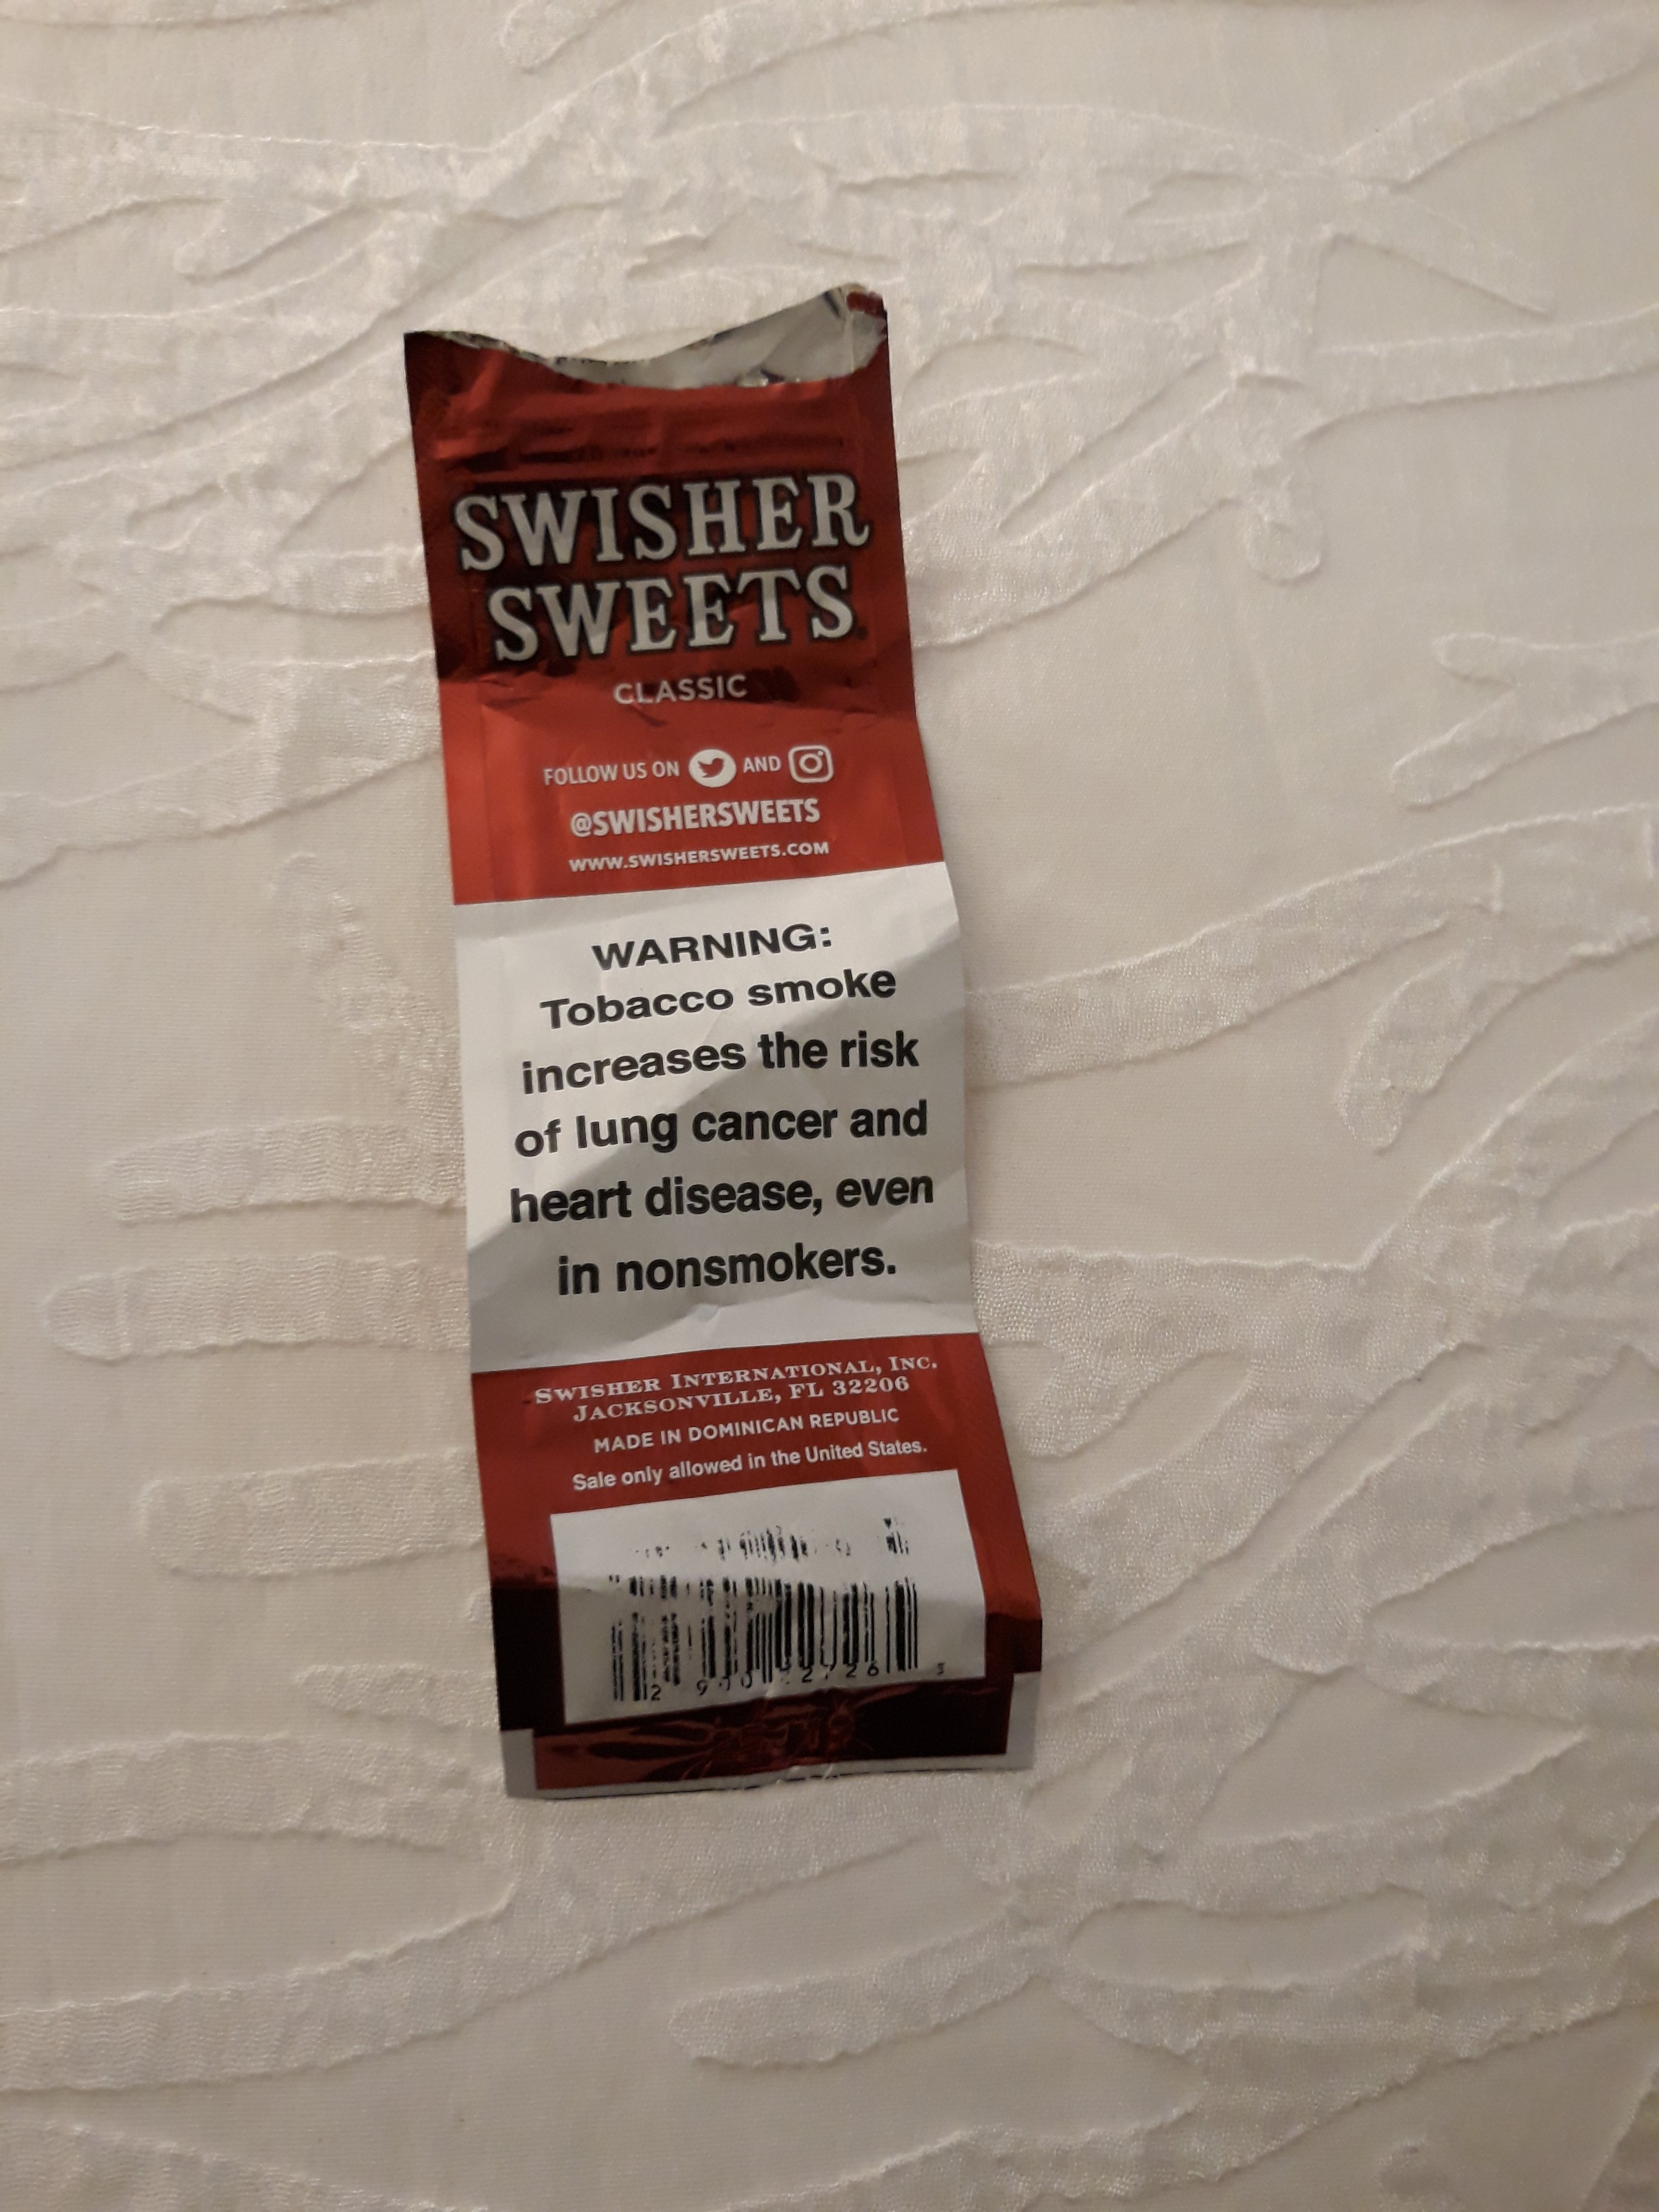 SWISHER
SWEETS
CLASSIC
FOLLOW US ON AND
@SWISHERSWEETS
WWW.SWISHERSWEETS.COM
WARNING:
Tobacco smoke
increases the risk
of lung cancer and
heart disease, even
in nonsmokers.
SWISHER INTERNATIONAL, INC.
JACKSONVILLE, FL 32206
MADE IN DOMINICAN REPUBLIC
Sale only allowed in the United States.